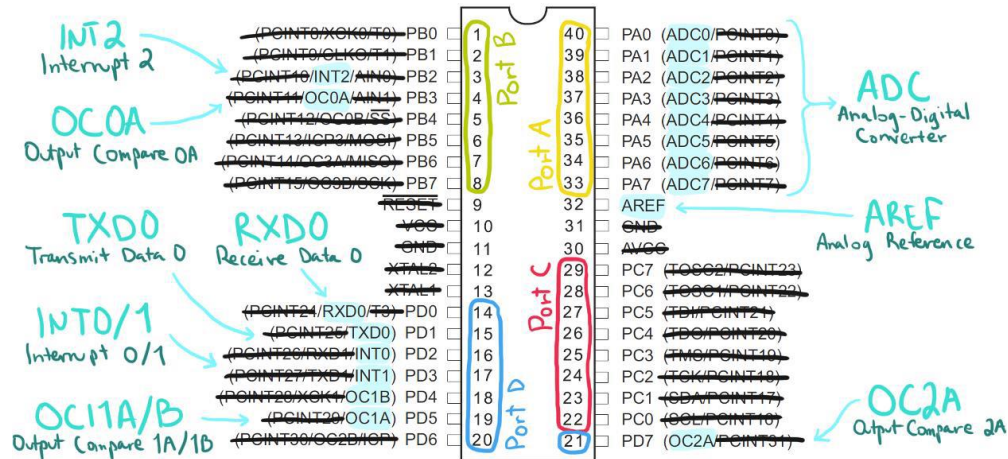 INT2
Interrupt 2
OC0A
Output Compare 0A
TXD0
Transmit Data 0
RXD0
Receive Data 0
INT0/1
Interrupt 0/1
OC11A/B
Output Compare 1A/1B
(PCINT8/XCK0/T0) PB0 1
(PCINT9/CLKO/T1) PB1 2
(PCINT10/INT2/AIN0) PB2 3
(PCINT11/OC0A/AIN1) PB3 4
(PCINT12/OC0B/SS) PB4 5
(PCINT13/ICP3/MOSI) PB5 6
(PCINT14/OC3A/MISO) PB6 7
(PCINT15/OC3B/SCK) PB7 8
RESET 9
VCC 10
GND 11
XTAL2 12
XTAL1 13
(PCINT24/RXD0/T3) PD0 14
(PCINT25/TXD0) PD1 15
(PCINT26/RXD1/INT0) PD2 16
(PCINT27/TXD1/INT1) PD3 17
(PCINT28/XCK1/OC1B) PD4 18
(PCINT29/OC1A) PD5 19
(PCINT30/OC2B/ICP) PD6 20
Port B
Port D
Port A
Port C
40 PA0 (ADC0/PCINT0)
39 PA1 (ADC1/PCINT1)
38 PA2 (ADC2/PCINT2)
37 PA3 (ADC3/PCINT3)
36 PA4 (ADC4/PCINT4)
35 PA5 (ADC5/PCINT5)
34 PA6 (ADC6/PCINT6)
33 PA7 (ADC7/PCINT7)
32 AREF
31 GND
30 AVCC
29 PC7 (TOSC2/PCINT23)
28 PC6 (TOSC1/PCINT22)
27 PC5 (TDI/PCINT21)
26 PC4 (TDO/PCINT20)
25 PC3 (TMS/PCINT19)
24 PC2 (TCK/PCINT18)
23 PC1 (SDA/PCINT17)
22 PC0 (SCL/PCINT16)
21 PD7 (OC2A/PCINT31)
ADC
Analog-Digital
Converter
AREF
Analog Reference
OC2A
Output Compare 2A